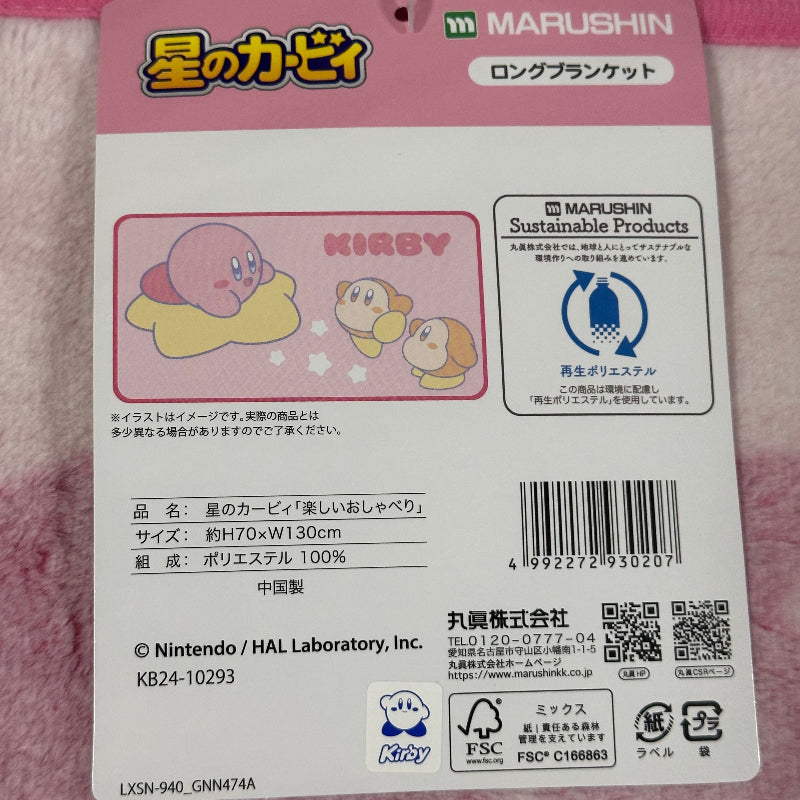 星のカービィ
MARUSHIN
ロングブランケット
KIRBY
※イラストはイメージです。実際の商品とは
多少異なる場合がありますのでご了承ください。
MARUSHIN
Sustainable Products
丸眞株式会社では、地球と人にとってサステナブルな
環境作りへの取り組みを進めています。
再生ポリエステル
この商品は環境に配慮し
「再生ポリエステル」を使用しています。
品 名： 星のカービィ「楽しいおしゃべり」
サイズ： 約H70×W130cm
組 成： ポリエステル 100%
中国製
4 992272 930207
© Nintendo / HAL Laboratory, Inc.
KB24-10293
丸眞株式会社
TEL0120-0777-04
愛知県名古屋市守山区小幡南1-1-5
丸眞株式会社ホームページ
https://www.marushinkk.co.jp
丸眞HP
丸眞CSRページ
Kirby
FSC
www.fsc.org
ミックス
紙｜責任ある森林
管理を支えています
FSC® C166863
紙
ラベル
プラ
袋
LXSN-940_GNN474A